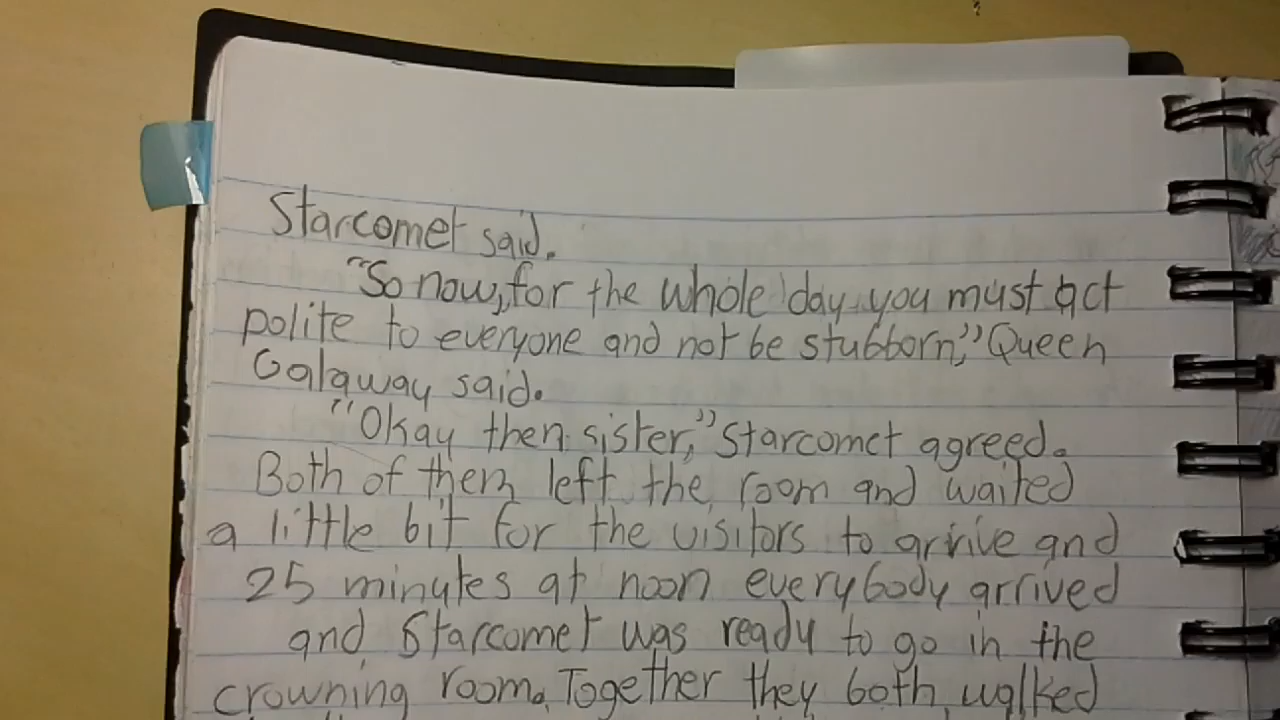 Starcomet said.
"So now, for the whole day you must act
polite to everyone and not be stubborn," Queen
Galaway said.
"Okay then sister," Starcomet agreed.
Both of them left the room and waited
a little bit for the visitors to arrive and
25 minutes at noon everybody arrived
and Starcomet was ready to go in the
crowning room. Together they both walked